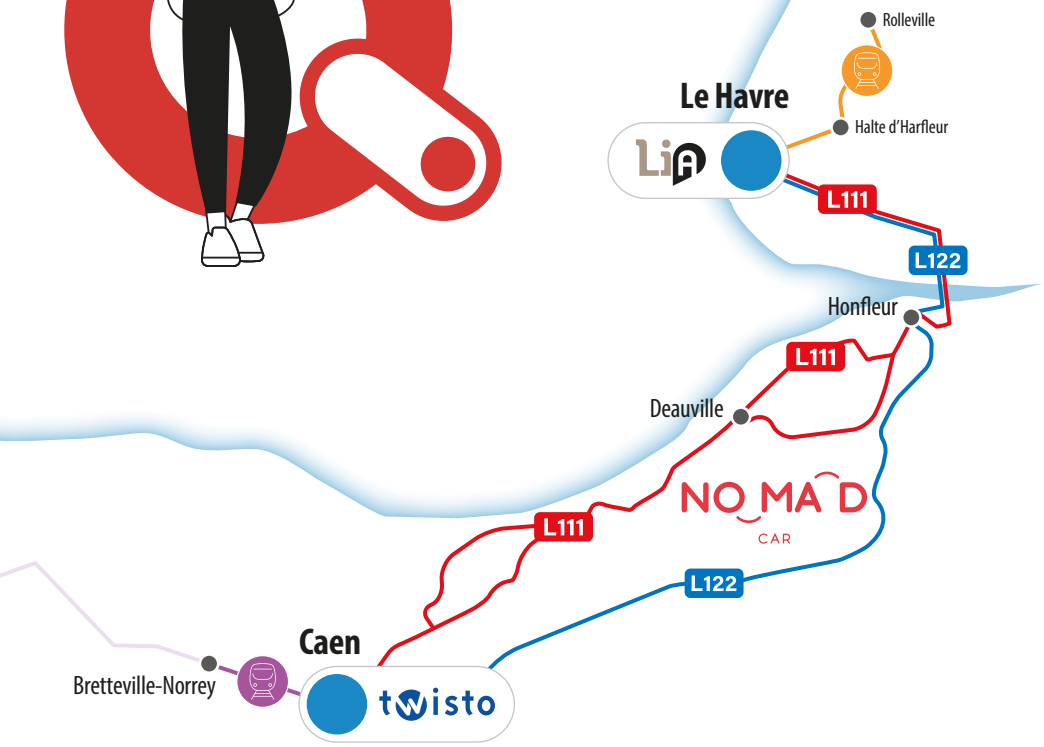 Rolleville
Le Havre
Halte d'Harfleur
LiA
L111
L122
Honfleur
L111
Deauville
NOMAD
CAR
L111
L122
Caen
Bretteville-Norrey
twisto